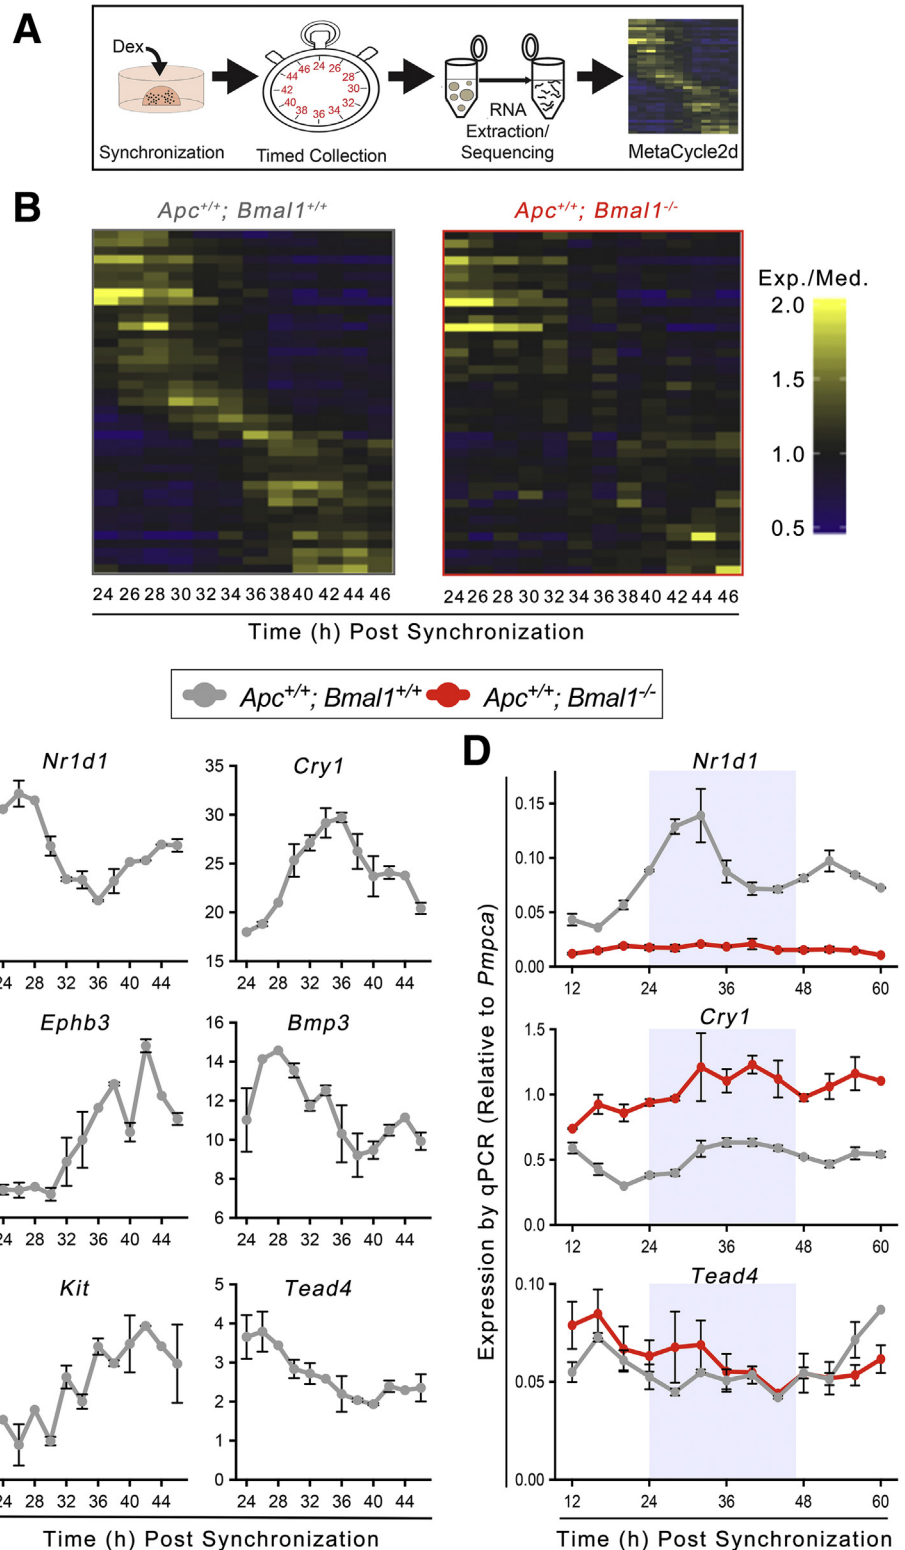 A
Dex
Synchronization
24 26 28 30 32 34 36 38 40 42 44 46
Timed Collection
RNA
Extraction/
Sequencing
MetaCycle2d
B
Apc+/+; Bmal1+/+
Apc+/+; Bmal1-/-
Exp./Med.
2.0
1.5
1.0
0.5
24 26 28 30 32 34 36 38 40 42 44 46
24 26 28 30 32 34 36 38 40 42 44 46
Time (h) Post Synchronization
Apc+/+; Bmal1+/+ Apc+/+; Bmal1-/-
Nr1d1
24 28 32 36 40 44
Cry1
35
30
25
20
15
24 28 32 36 40 44
Ephb3
24 28 32 36 40 44
Bmp3
16
14
12
10
8
6
24 28 32 36 40 44
Kit
24 28 32 36 40 44
Tead4
5
4
3
2
1
0
24 28 32 36 40 44
Time (h) Post Synchronization
D
Expression by qPCR (Relative to Pmpca)
Nr1d1
0.15
0.10
0.05
0.00
12 24 36 48 60
Cry1
1.5
1.0
0.5
0.0
12 24 36 48 60
Tead4
0.10
0.05
0.00
12 24 36 48 60
Time (h) Post Synchronization